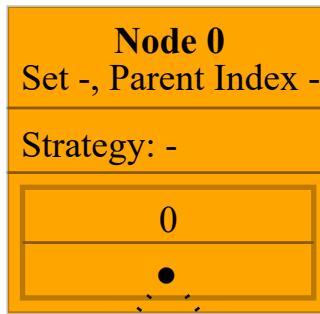 Node 0
Set -, Parent Index -
Strategy: -
0